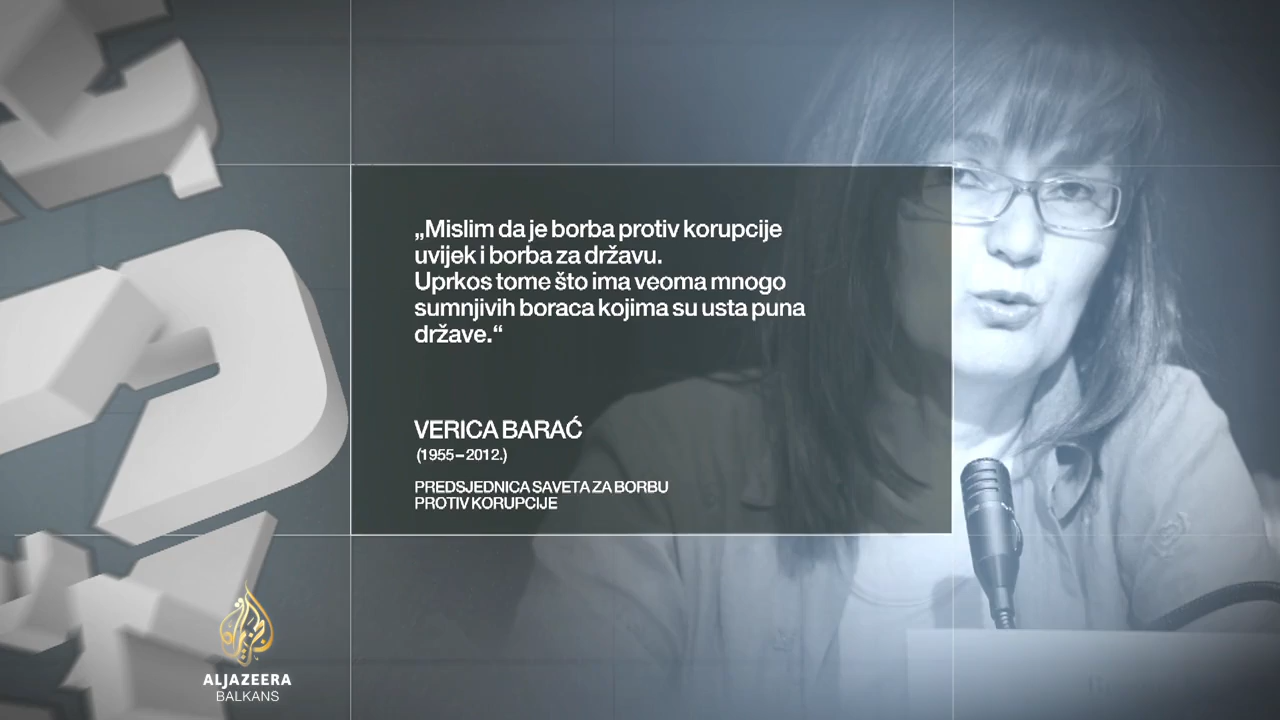 „Mislim da je borba protiv korupcije
uvijek i borba za državu.
Uprkos tome što ima veoma mnogo
sumnjivih boraca kojima su usta puna
države.“
VERICA BARAĆ
(1955–2012.)
PREDSJEDNICA SAVETA ZA BORBU
PROTIV KORUPCIJE
ALJAZEERA
BALKANS